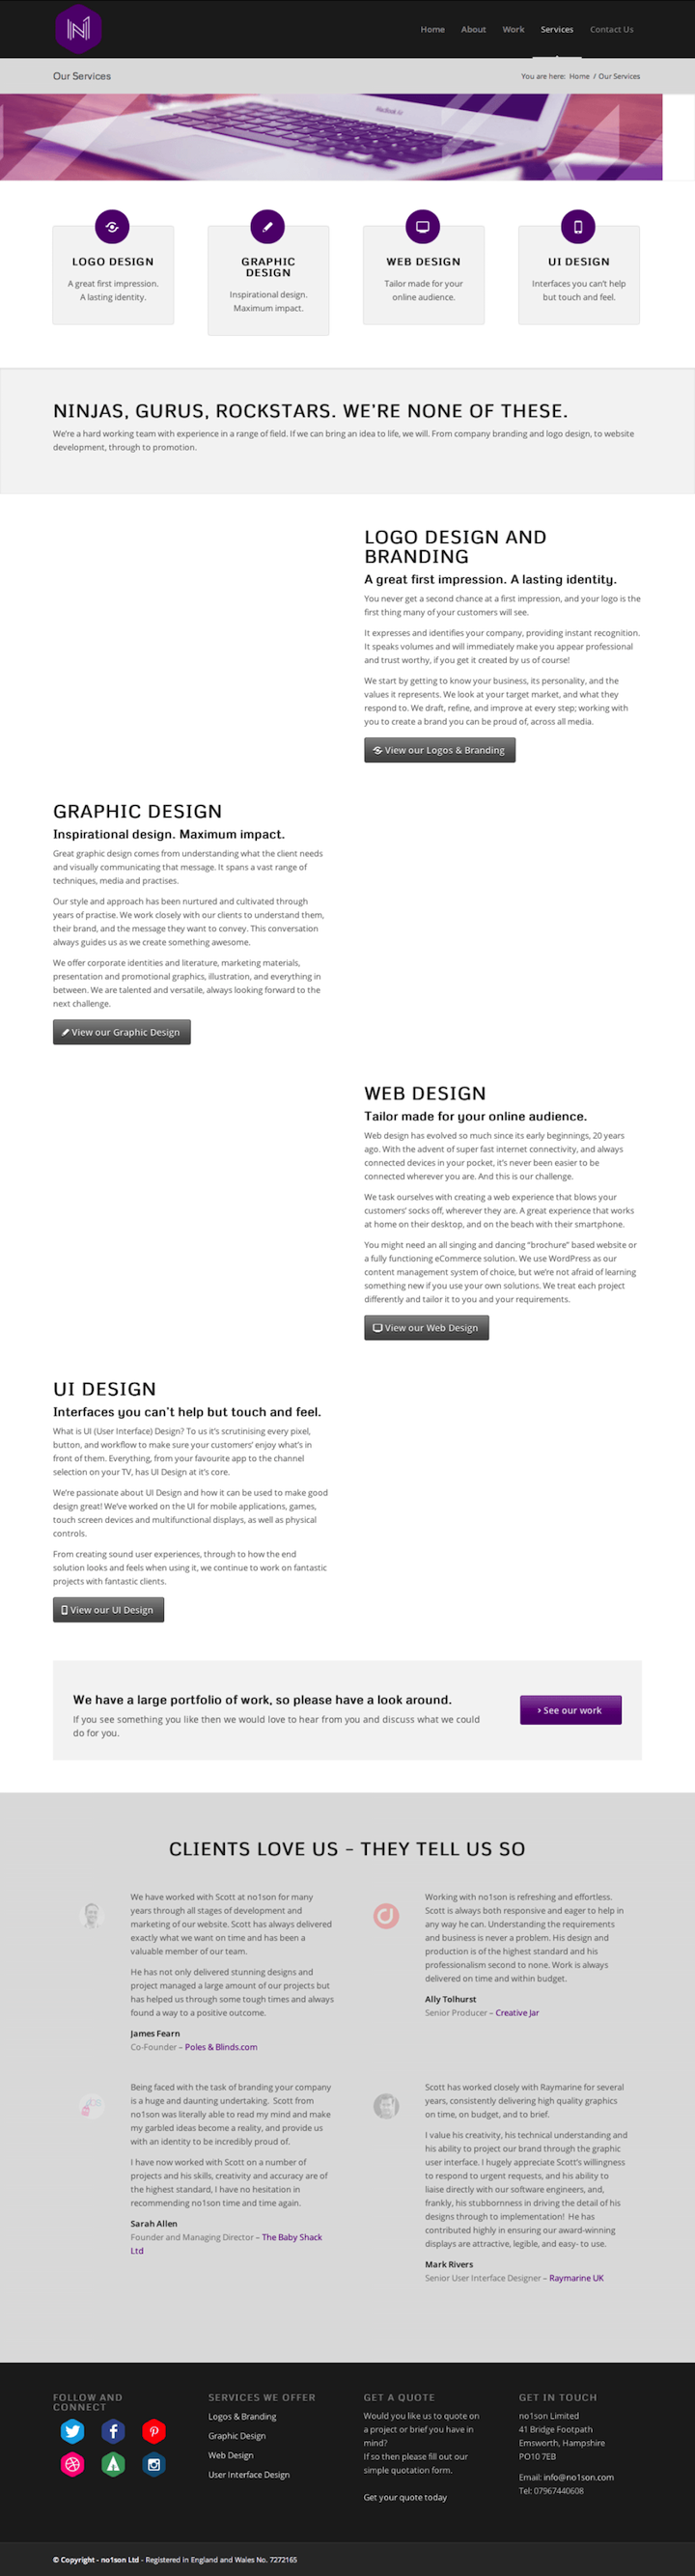 Home About Work Services Contact Us
Our Services
You are here: Home / Our Services
MacBook Air
LOGO DESIGN
A great first impression.
A lasting identity.
GRAPHIC
DESIGN
Inspirational design.
Maximum impact.
WEB DESIGN
Tailor made for your
online audience.
UI DESIGN
Interfaces you can't help
but touch and feel.
NINJAS, GURUS, ROCKSTARS. WE'RE NONE OF THESE.
We're a hard working team with experience in a range of field. If we can bring an idea to life, we will. From company branding and logo design, to website
development, through to promotion.
LOGO DESIGN AND
BRANDING
A great first impression. A lasting identity.
You never get a second chance at a first impression, and your logo is the
first thing many of your customers will see.
It expresses and identifies your company, providing instant recognition.
It speaks volumes and will immediately make you appear professional
and trust worthy, if you get it created by us of course!
We start by getting to know your business, its personality, and the
values it represents. We look at your target market, and what they
respond to. We draft, refine, and improve at every step; working with
you to create a brand you can be proud of, across all media.
View our Logos & Branding
GRAPHIC DESIGN
Inspirational design. Maximum impact.
Great graphic design comes from understanding what the client needs
and visually communicating that message. It spans a vast range of
techniques, media and practises.
Our style and approach has been nurtured and cultivated through
years of practise. We work closely with our clients to understand them,
their brand, and the message they want to convey. This conversation
always guides us as we create something awesome.
We offer corporate identities and literature, marketing materials,
presentation and promotional graphics, illustration, and everything in
between. We are talented and versatile, always looking forward to the
next challenge.
View our Graphic Design
WEB DESIGN
Tailor made for your online audience.
Web design has evolved so much since its early beginnings, 20 years
ago. With the advent of super fast internet connectivity, and always
connected devices in your pocket, it's never been easier to be
connected wherever you are. And this is our challenge.
We task ourselves with creating a web experience that blows your
customers' socks off, wherever they are. A great experience that works
at home on their desktop, and on the beach with their smartphone.
You might need an all singing and dancing "brochure" based website or
a fully functioning eCommerce solution. We use WordPress as our
content management system of choice, but we're not afraid of learning
something new if you use your own solutions. We treat each project
differently and tailor it to you and your requirements.
View our Web Design
UI DESIGN
Interfaces you can't help but touch and feel.
What is UI (User Interface) Design? To us it's scrutinising every pixel,
button, and workflow to make sure your customers' enjoy what's in
front of them. Everything, from your favourite app to the channel
selection on your TV, has UI Design at it's core.
We're passionate about UI Design and how it can be used to make good
design great! We've worked on the UI for mobile applications, games,
touch screen devices and multifunctional displays, as well as physical
controls.
From creating sound user experiences, through to how the end
solution looks and feels when using it, we continue to work on fantastic
projects with fantastic clients.
View our UI Design
We have a large portfolio of work, so please have a look around.
If you see something you like then we would love to hear from you and discuss what we could
do for you.
See our work
CLIENTS LOVE US – THEY TELL US SO
We have worked with Scott at no1son for many
years through all stages of development and
marketing of our website. Scott has always delivered
exactly what we want on time and has been a
valuable member of our team.
He has not only delivered stunning designs and
project managed a large amount of our projects but
has helped us through some tough times and always
found a way to a positive outcome.
James Fearn
Co-Founder – Poles & Blinds.com
Working with no1son is refreshing and effortless.
Scott is always both responsive and eager to help in
any way he can. Understanding the requirements
and business is never a problem. His design and
production is of the highest standard and his
professionalism second to none. Work is always
delivered on time and within budget.
Ally Tolhurst
Senior Producer – Creative Jar
Being faced with the task of branding your company
is a huge and daunting undertaking. Scott from
no1son was literally able to read my mind and make
my garbled ideas become a reality, and provide us
with an identity to be incredibly proud of.
I have now worked with Scott on a number of
projects and his skills, creativity and accuracy are of
the highest standard, I have no hesitation in
recommending no1son time and time again.
Sarah Allen
Founder and Managing Director – The Baby Shack
Ltd
Scott has worked closely with Raymarine for several
years, consistently delivering high quality graphics
on time, on budget, and to brief.
I value his creativity, his technical understanding and
his ability to project our brand through the graphic
user interface. I hugely appreciate Scott's willingness
to respond to urgent requests, and his ability to
liaise directly with our software engineers, and,
frankly, his stubbornness in driving the detail of his
designs through to implementation! He has
contributed highly in ensuring our award-winning
displays are attractive, legible, and easy- to use.
Mark Rivers
Senior User Interface Designer – Raymarine UK
FOLLOW AND
CONNECT
SERVICES WE OFFER
Logos & Branding
Graphic Design
Web Design
User Interface Design
GET A QUOTE
Would you like us to quote on
a project or brief you have in
mind?
If so then please fill out our
simple quotation form.
Get your quote today
GET IN TOUCH
no1son Limited
41 Bridge Footpath
Emsworth, Hampshire
PO10 7EB
Email: info@no1son.com
Tel: 07967440608
© Copyright - no1son Ltd - Registered in England and Wales No. 7272165